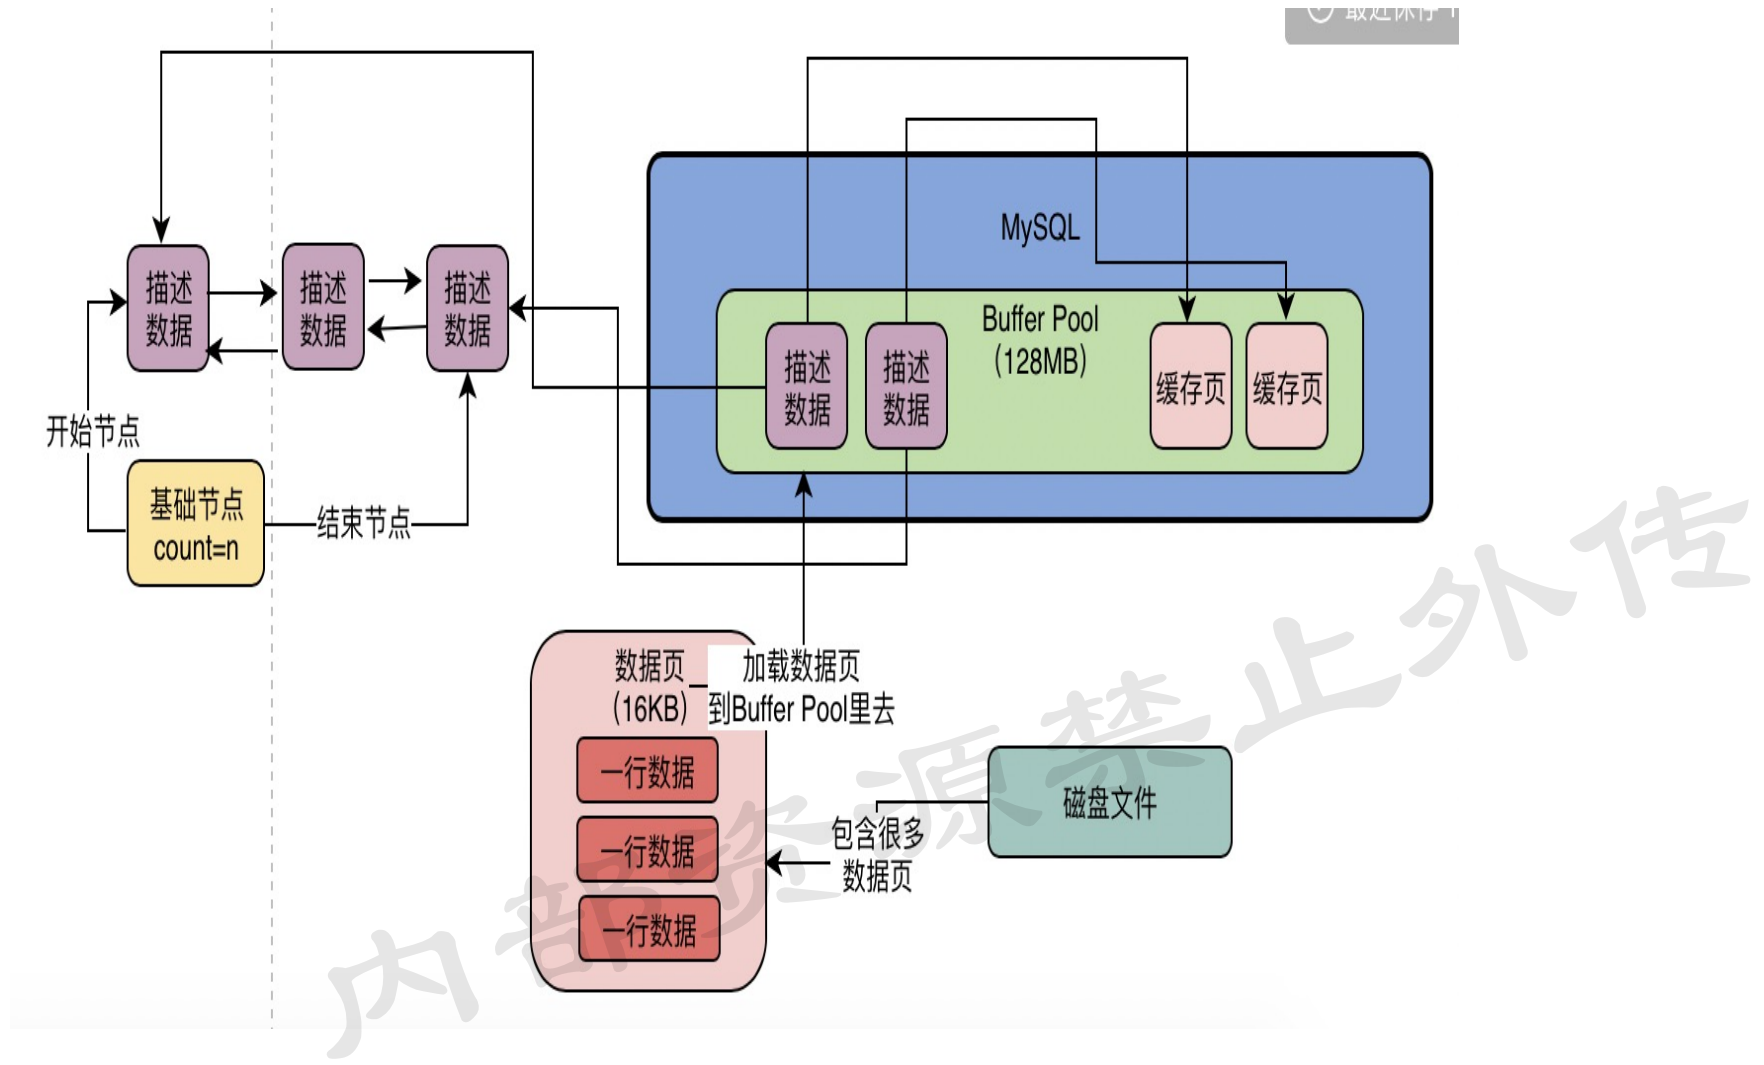 最近保存
MySQL
Buffer Pool
(128MB)
描述
数据
描述
数据
描述
数据
描述
数据
描述
数据
缓存页
缓存页
开始节点
基础节点
count=n
结束节点
数据页
(16KB)
加载数据页
到Buffer Pool里去
一行数据
一行数据
一行数据
包含很多
数据页
磁盘文件
内部资源禁止外传